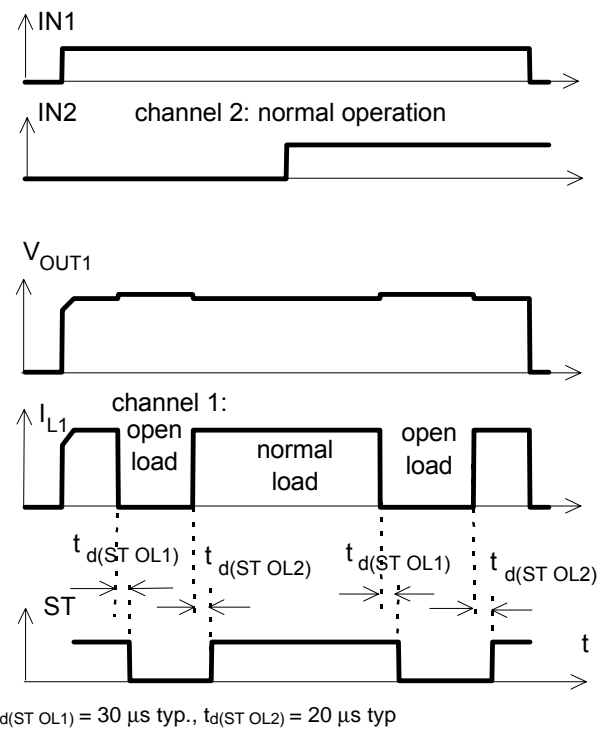 IN1
IN2 channel 2: normal operation
VOUT1
IL1 channel 1:
open load
normal load
open load
td(ST OL1)
td(ST OL2)
td(ST OL1)
td(ST OL2)
ST
t
d(ST OL1) = 30 µs typ., td(ST OL2) = 20 µs typ